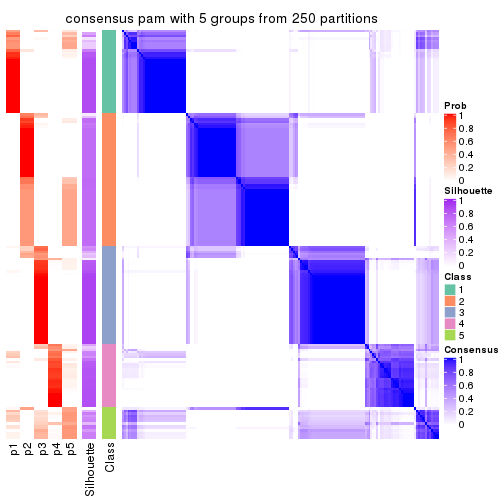 consensus pam with 5 groups from 250 partitions
Prob
1
0.8
0.6
0.4
0.2
0
Silhouette
1
0.8
0.6
0.4
0.2
0
Class
1
2
3
4
5
Consensus
1
0.8
0.6
0.4
0.2
0
p1
p2
p3
p4
p5
Silhouette
Class